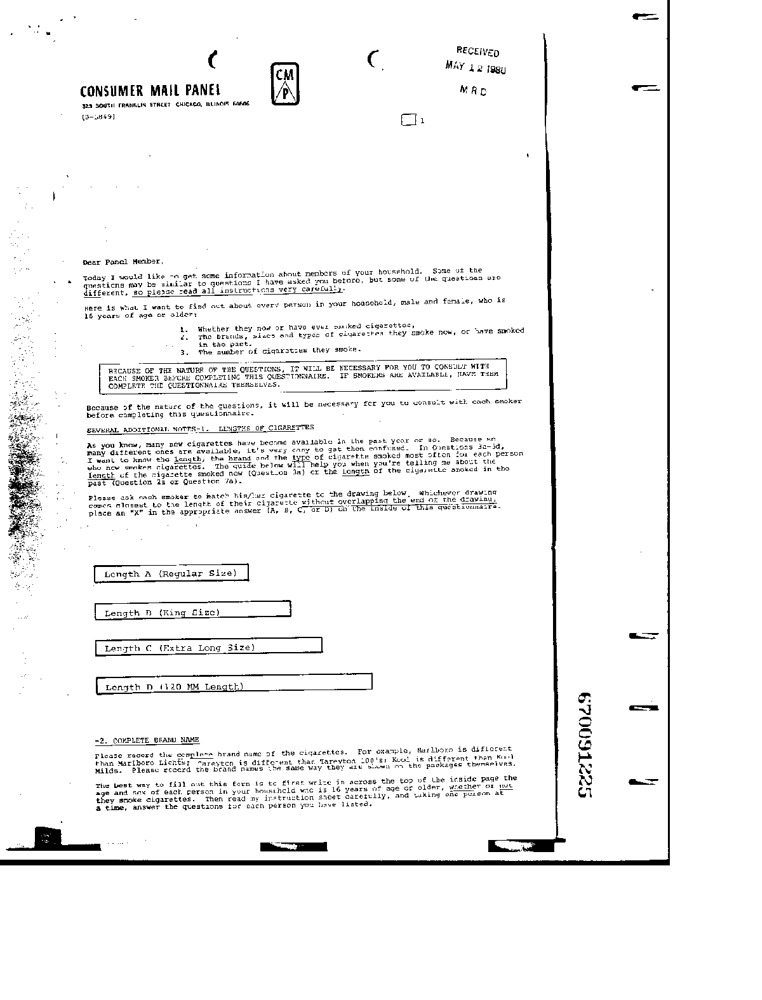 RECEIVED
MAY 12 1980
MRD
CM
P
CONSUMER MAIL PANEL
323 SOUTH FRANKLIN STREET CHICAGO, ILLINOIS 60606
1
Dear Panel Member,
Today I would like to get some information about members of your household. Some of the
questions may be similar to questions I have asked you before, but some of the questions are
different, so please read all instructions very carefully.
Here is what I want to find out about every person in your household, male and female, who is
16 years of age or older:
1. Whether they now or have ever smoked cigarettes,
2. The brands, sizes and types of cigarettes they smoke now, or have smoked
in the past.
3. The number of cigarettes they smoke.
BECAUSE OF THE NATURE OF THE QUESTIONS, IT WILL BE NECESSARY FOR YOU TO CONSULT WITH
EACH SMOKER BEFORE COMPLETING THIS QUESTIONNAIRE. IF SMOKERS ARE AVAILABLE, HAVE THEM
COMPLETE THE QUESTIONNAIRE THEMSELVES.
Because of the nature of the questions, it will be necessary for you to consult with each smoker
before completing this questionnaire.
SEVERAL ADDITIONAL NOTES-1. LENGTHS OF CIGARETTES
As you know, many new cigarettes have become available in the past year or so. Because so
many different ones are available, it's very easy to get them confused. In Questions 3a-3d,
I want to know the length, the brand and the type of cigarette smoked most often for each person
who now smokes cigarettes. The guide below will help you when you're telling me about the
length of the cigarette smoked now (Question 3a) or the length of the cigarette smoked in the
past (Question 2a or Question 7a).
Please ask each smoker to match his/her cigarette to the drawing below. Whichever drawing
comes closest to the length of their cigarette without overlapping the end of the drawing,
place an "X" in the appropriate answer (A, B, C, or D) on the inside of this questionnaire.
Length A (Regular Size)
Length B (King Size)
Length C (Extra Long Size)
Length D (120 MM Length)
-2. COMPLETE BRAND NAME
Please record the complete brand name of the cigarettes. For example, Marlboro is different
than Marlboro Lights; Tareyton is different than Tareyton 100's; Kool is different than Kool
Milds. Please record the brand names the same way they are shown on the packages themselves.
The best way to fill out this form is to first write in across the top of the inside page the
age and sex of each person in your household who is 16 years of age or older, whether or not
they smoke cigarettes. Then read my instruction sheet carefully, and taking one person at
a time, answer the questions for each person you have listed.
670091225